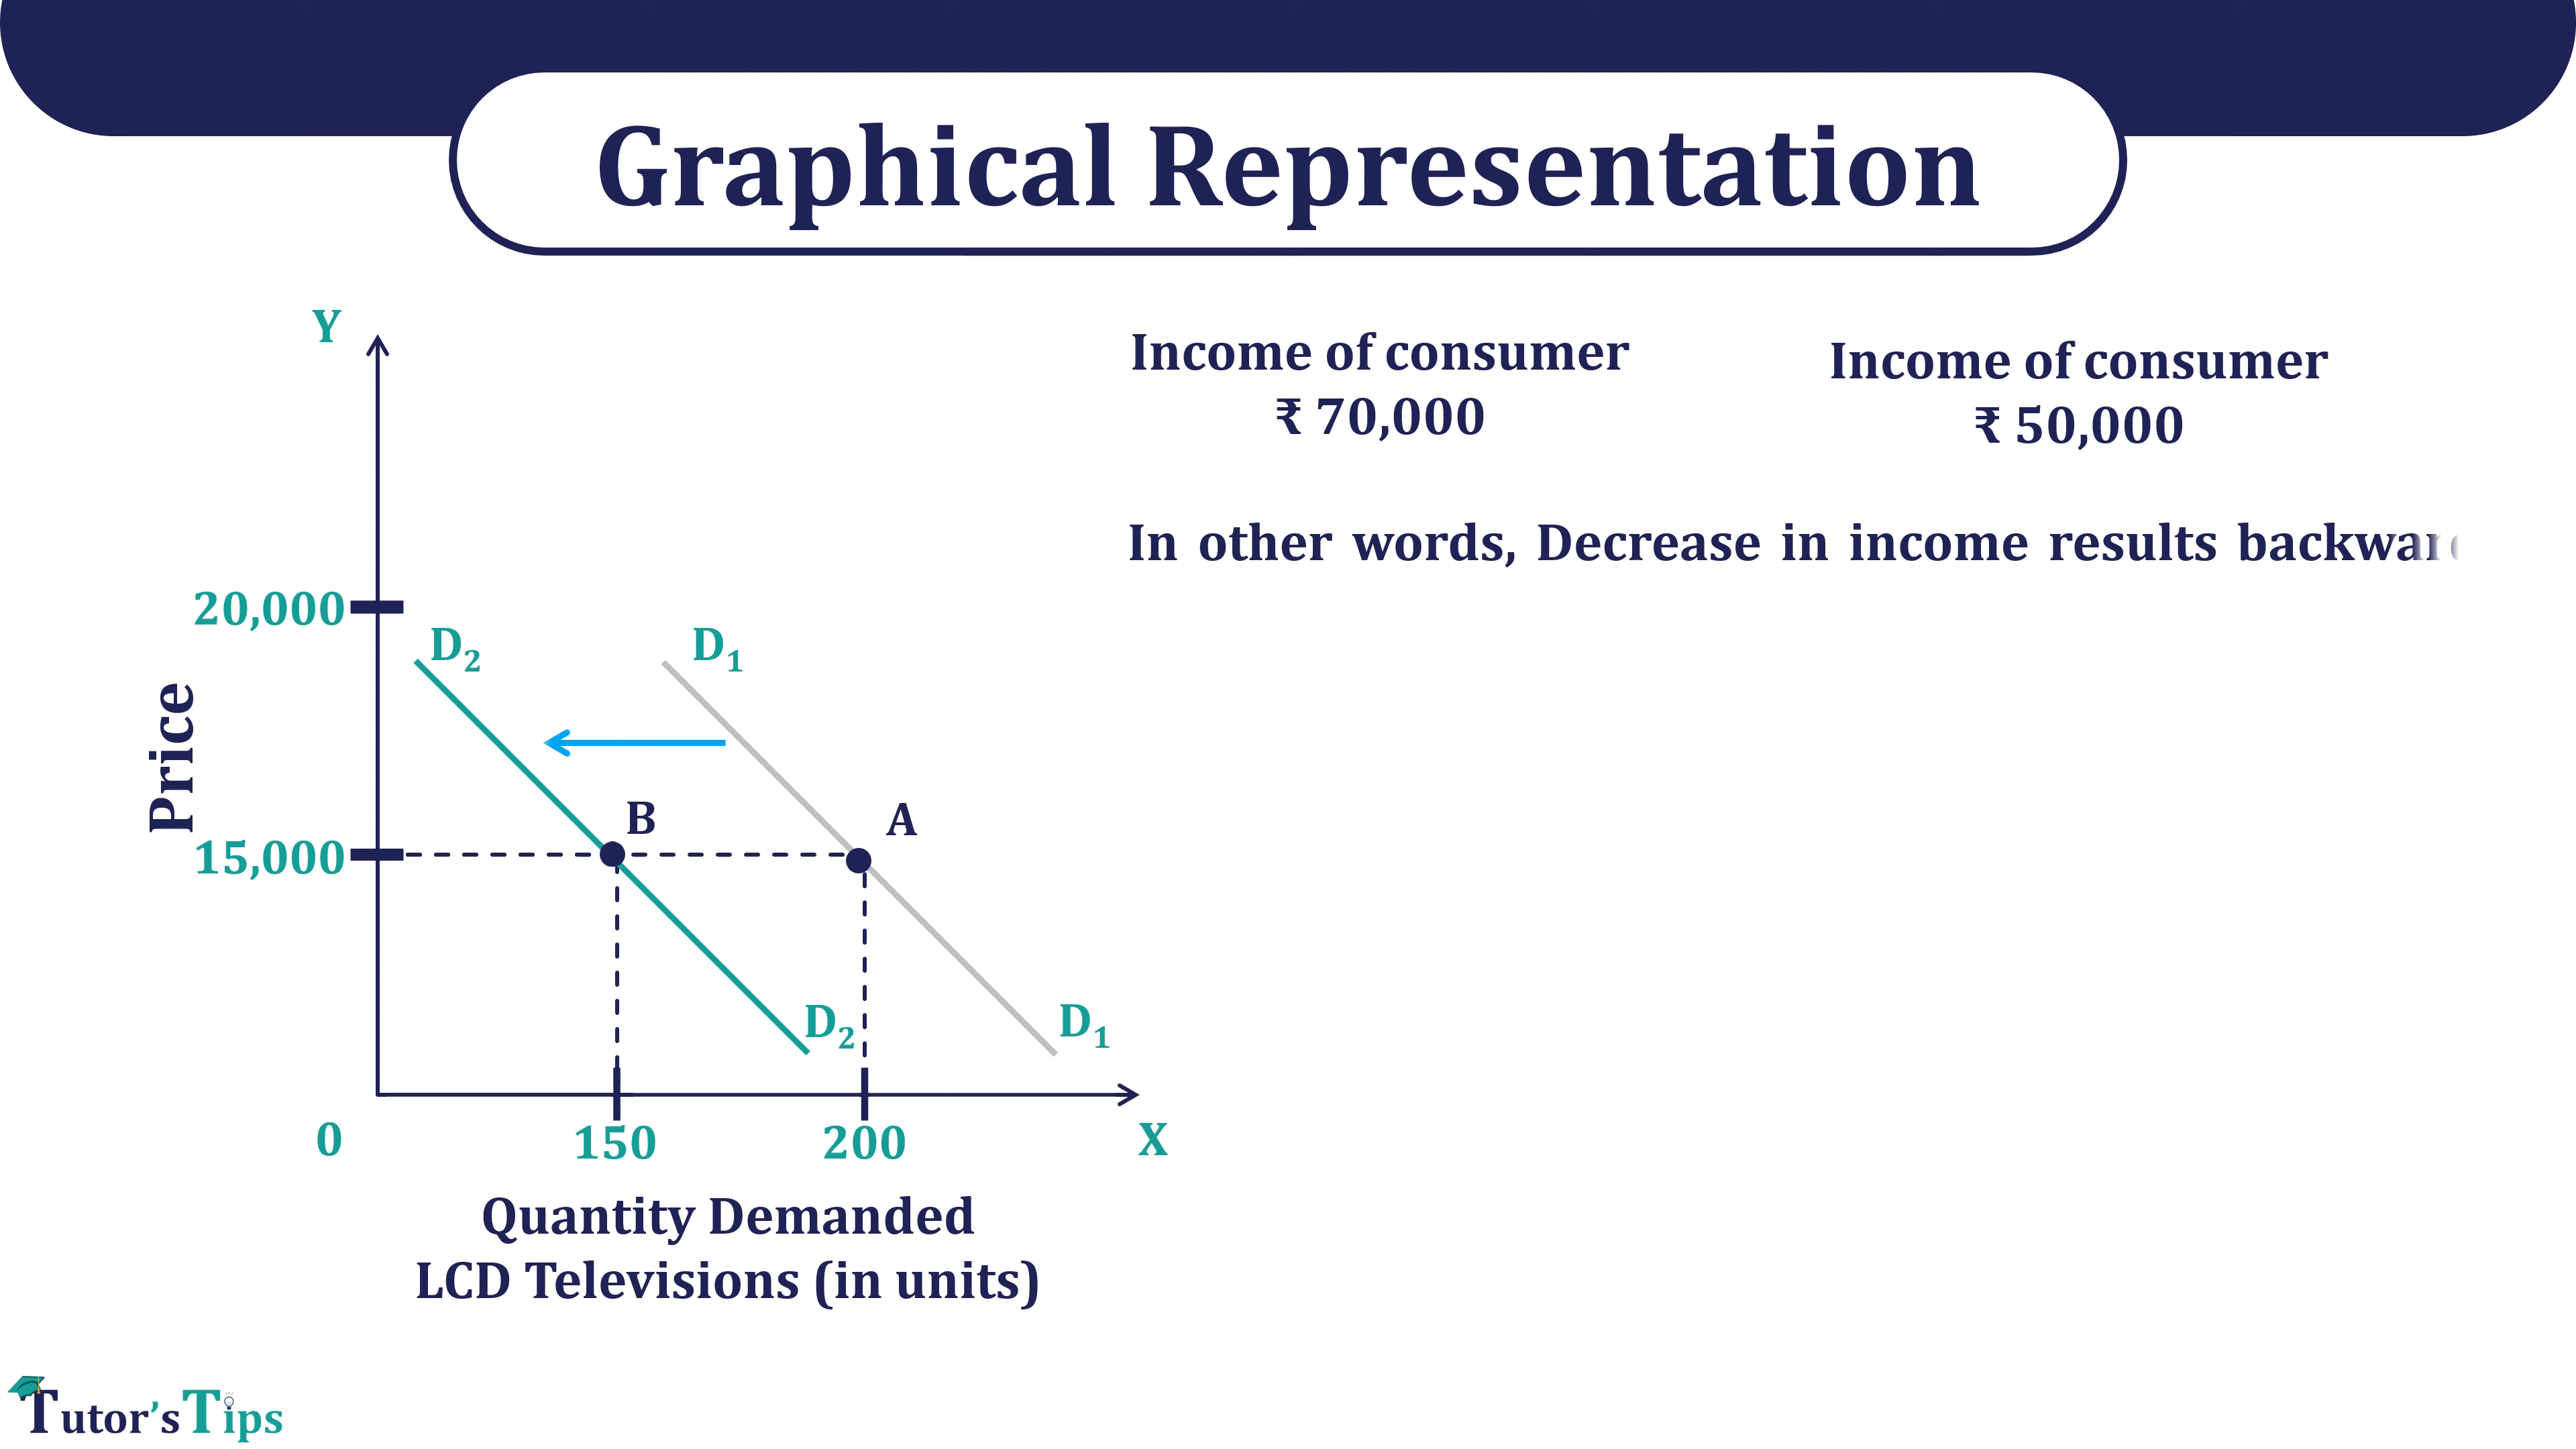 Graphical Representation
Y
Income of consumer
₹ 70,000
Income of consumer
₹ 50,000
In other words, Decrease in income results
20,000
D2
D1
Price
B
A
15,000
D2
D1
0
150
200
X
Quantity Demanded
LCD Televisions (in units)
Tutor's Tips